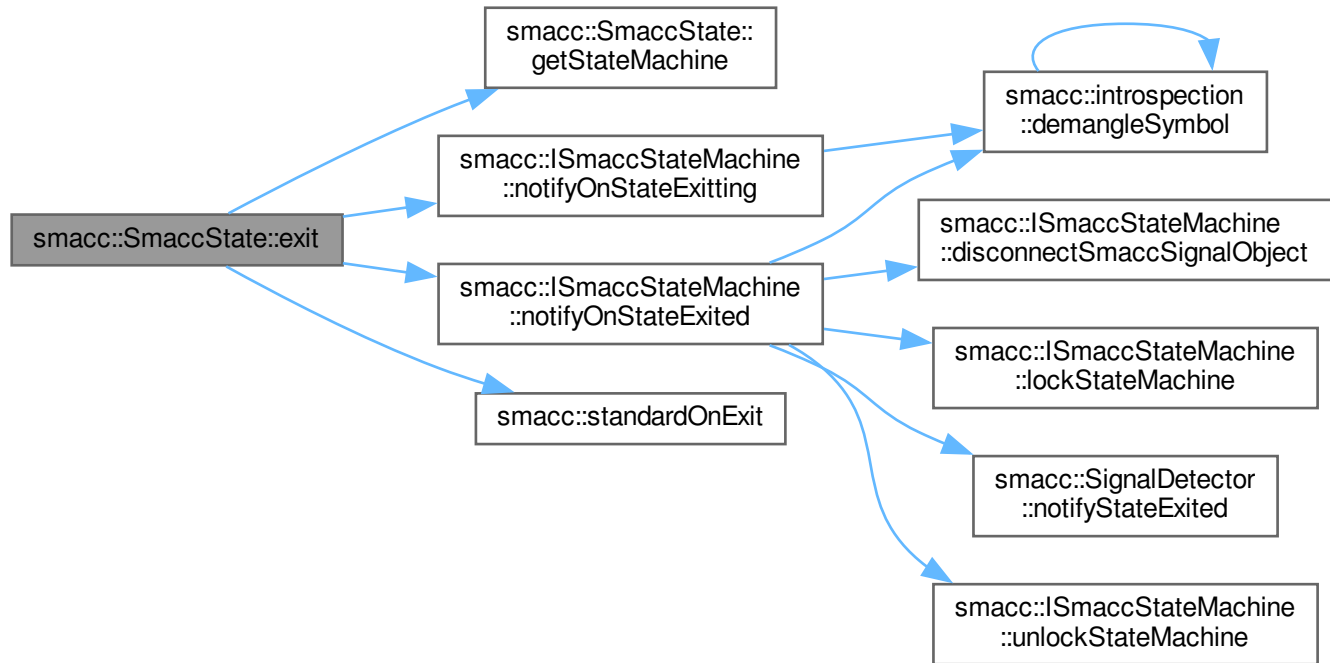 smacc::SmaccState::exit
smacc::SmaccState::
getStateMachine
smacc::ISmaccStateMachine
::notifyOnStateExitting
smacc::ISmaccStateMachine
::notifyOnStateExited
smacc::standardOnExit
smacc::introspection
::demangleSymbol
smacc::ISmaccStateMachine
::disconnectSmaccSignalObject
smacc::ISmaccStateMachine
::lockStateMachine
smacc::SignalDetector
::notifyStateExited
smacc::ISmaccStateMachine
::unlockStateMachine